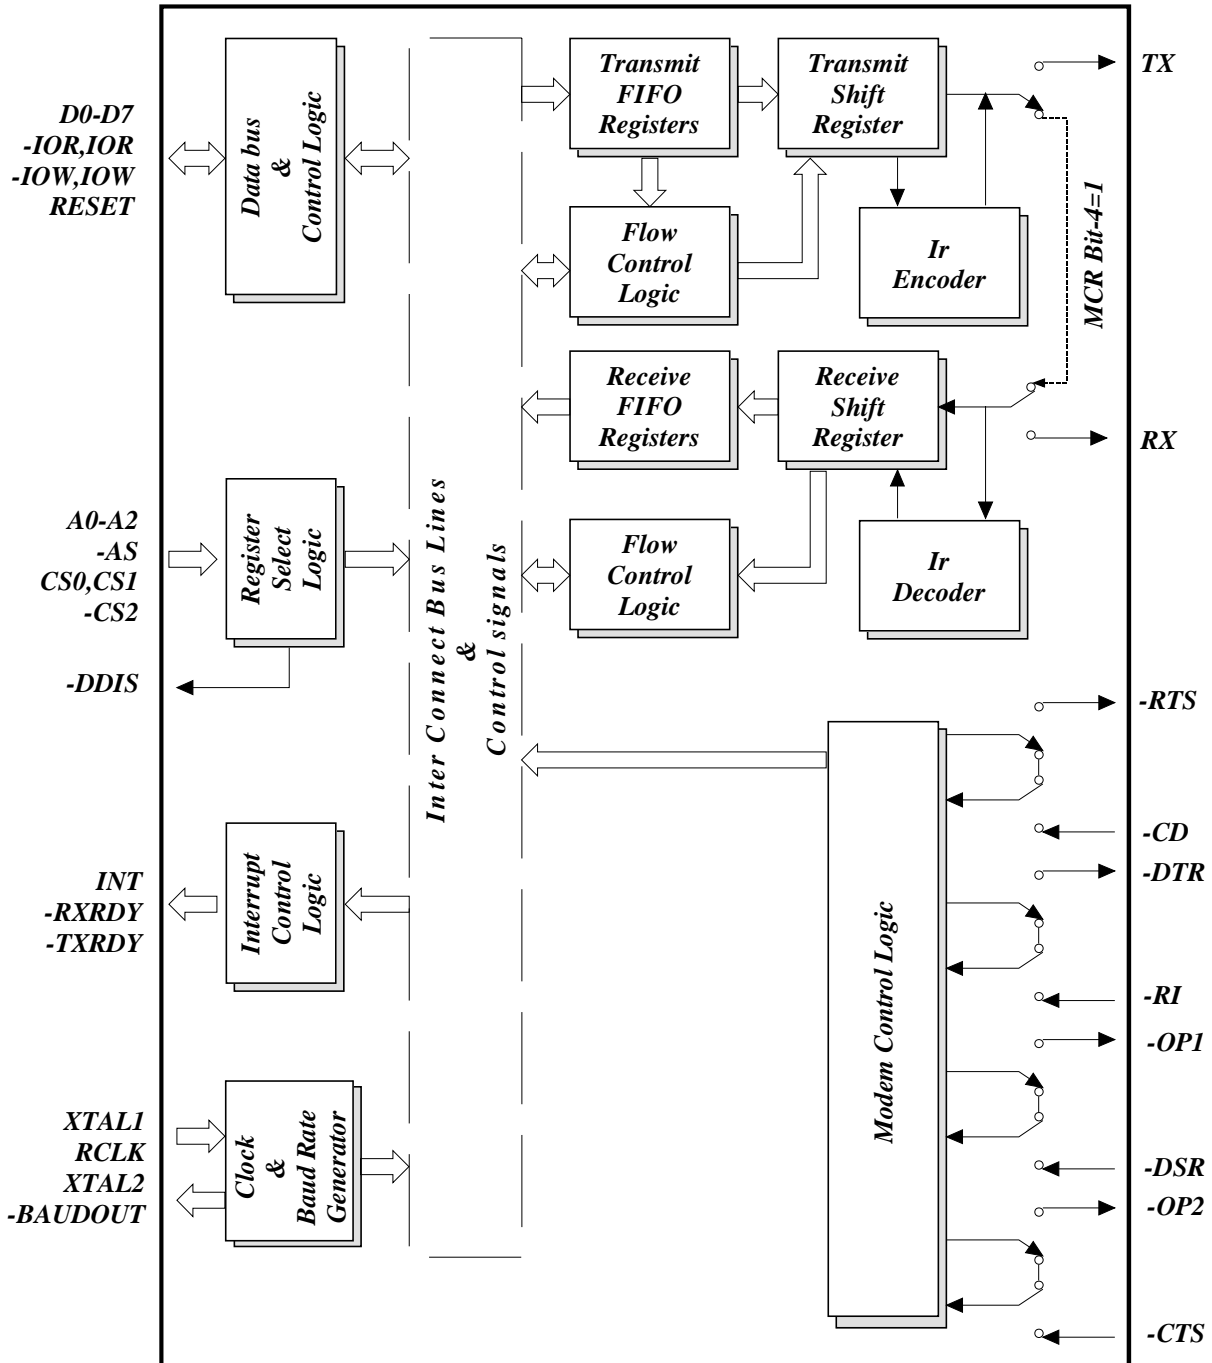 D0-D7
-IOR,IOR
-IOW,IOW
RESET
Data bus
&
Control Logic
A0-A2
-AS
CS0,CS1
-CS2
Register
Select
Logic
-DDIS
INT
-RXRDY
-TXRDY
Interrupt
Control
Logic
XTAL1
RCLK
XTAL2
-BAUDOUT
Clock
&
Baud Rate
Generator
Inter Connect Bus Lines
&
Control signals
Transmit
FIFO
Registers
Transmit
Shift
Register
Flow
Control
Logic
Ir
Encoder
Receive
FIFO
Registers
Receive
Shift
Register
Flow
Control
Logic
Ir
Decoder
TX
MCR Bit-4=1
RX
Modem Control Logic
-RTS
-CD
-DTR
-RI
-OP1
-DSR
-OP2
-CTS